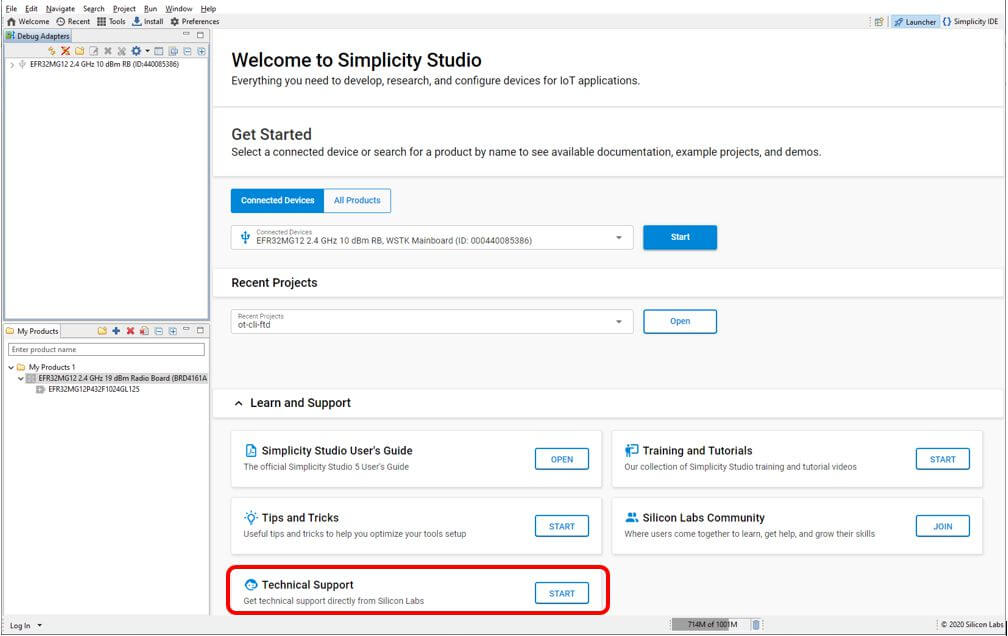 File Edit Navigate Search Project Run Window Help
Welcome Recent Tools Install Preferences
Launcher Simplicity IDE
Debug Adapters
EFR32MG12 2.4 GHz 10 dBm RB (ID:440085386)
Welcome to Simplicity Studio
Everything you need to develop, research, and configure devices for IoT applications.
Get Started
Select a connected device or search for a product by name to see available documentation, example projects, and demos.
Connected Devices All Products
Connected Devices
EFR32MG12 2.4 GHz 10 dBm RB, WSTK Mainboard (ID: 000440085386)
Start
Recent Projects
Recent Projects
ot-cli-ftd
Open
My Products
Enter product name
My Products 1
EFR32MG12 2.4 GHz 19 dBm Radio Board (BRD4161A
EFR32MG12P432F1024GL125
Learn and Support
Simplicity Studio User's Guide
The official Simplicity Studio 5 User's Guide
OPEN
Training and Tutorials
Our collection of Simplicity Studio training and tutorial videos
START
Tips and Tricks
Useful tips and tricks to help you optimize your tools setup
START
Silicon Labs Community
Where users come together to learn, get help, and grow their skills
JOIN
Technical Support
Get technical support directly from Silicon Labs
START
Log In
714M of 1001M
© 2020 Silicon Labs